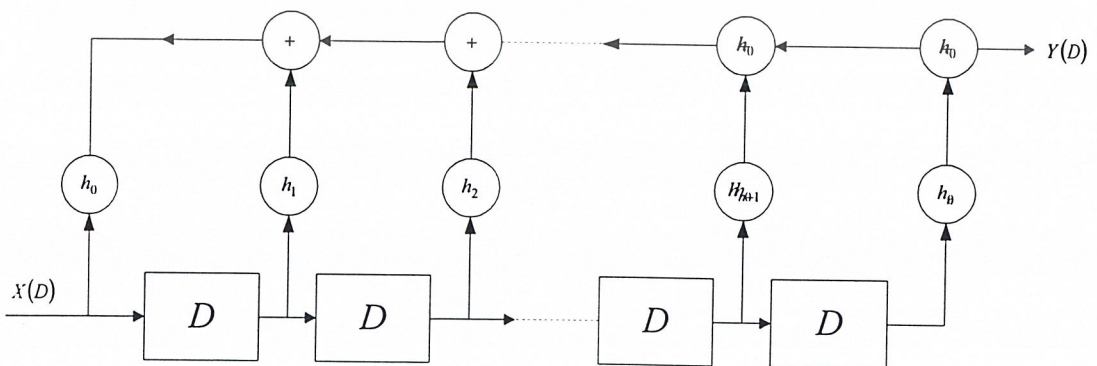 + + h₀ h₀ Y(D)
h₀ h₁ h₂
X(D) D D D D